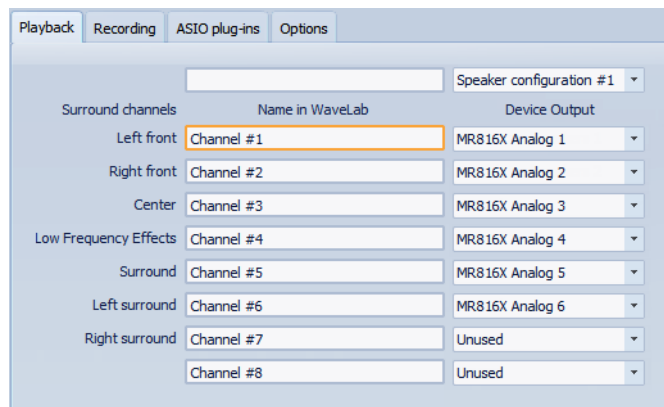 Playback Recording ASIO plug-ins Options
Speaker configuration #1
Surround channels Name in WaveLab Device Output
Left front Channel #1 MR816X Analog 1
Right front Channel #2 MR816X Analog 2
Center Channel #3 MR816X Analog 3
Low Frequency Effects Channel #4 MR816X Analog 4
Surround Channel #5 MR816X Analog 5
Left surround Channel #6 MR816X Analog 6
Right surround Channel #7 Unused
Channel #8 Unused